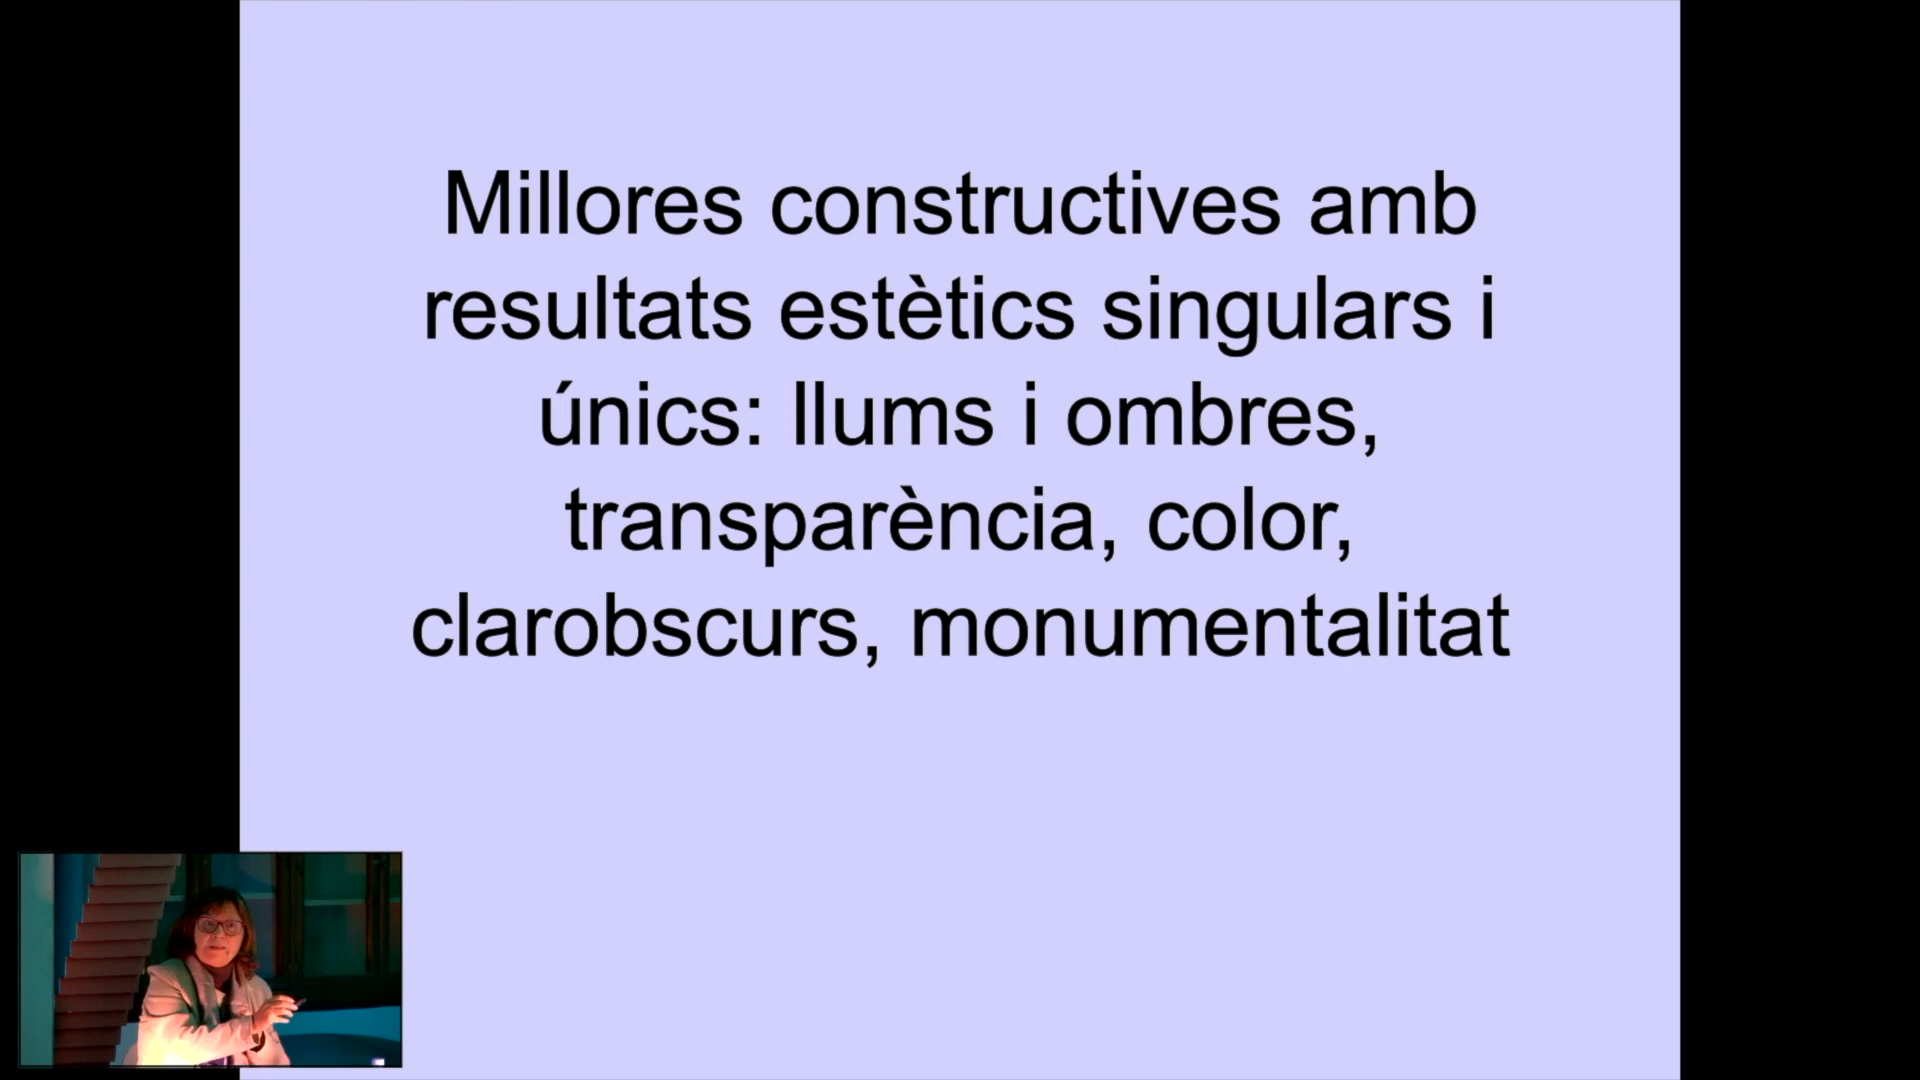 Millores constructives amb
resultats estètics singulars i
únics: llums i ombres,
transparència, color,
clarobscurs, monumentalitat